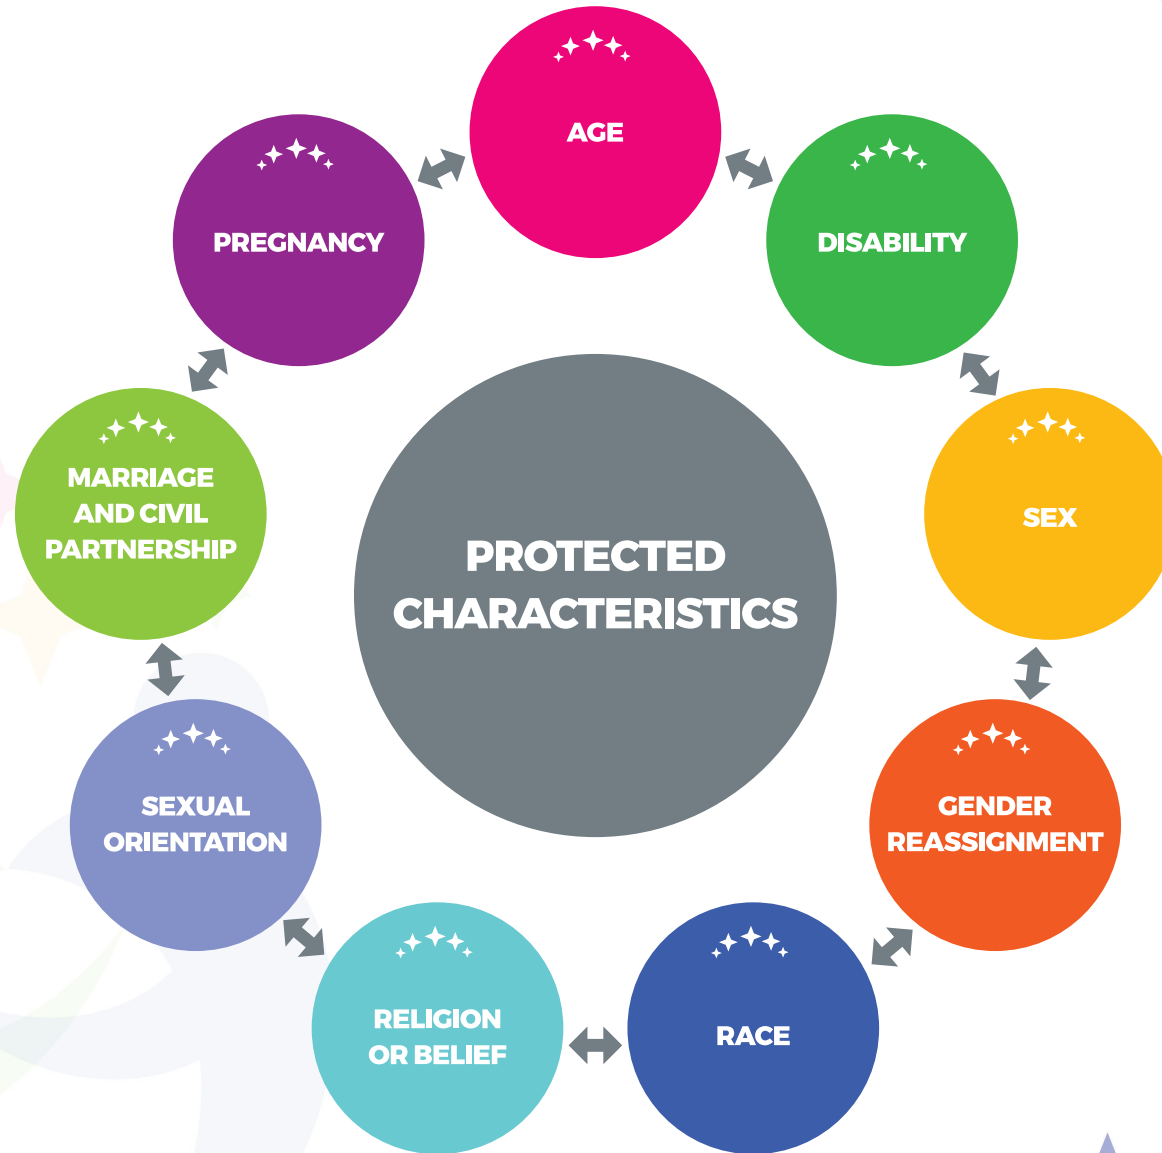 AGE
DISABILITY
SEX
GENDER
REASSIGNMENT
RACE
RELIGION
OR BELIEF
SEXUAL
ORIENTATION
MARRIAGE
AND CIVIL
PARTNERSHIP
PREGNANCY
PROTECTED
CHARACTERISTICS